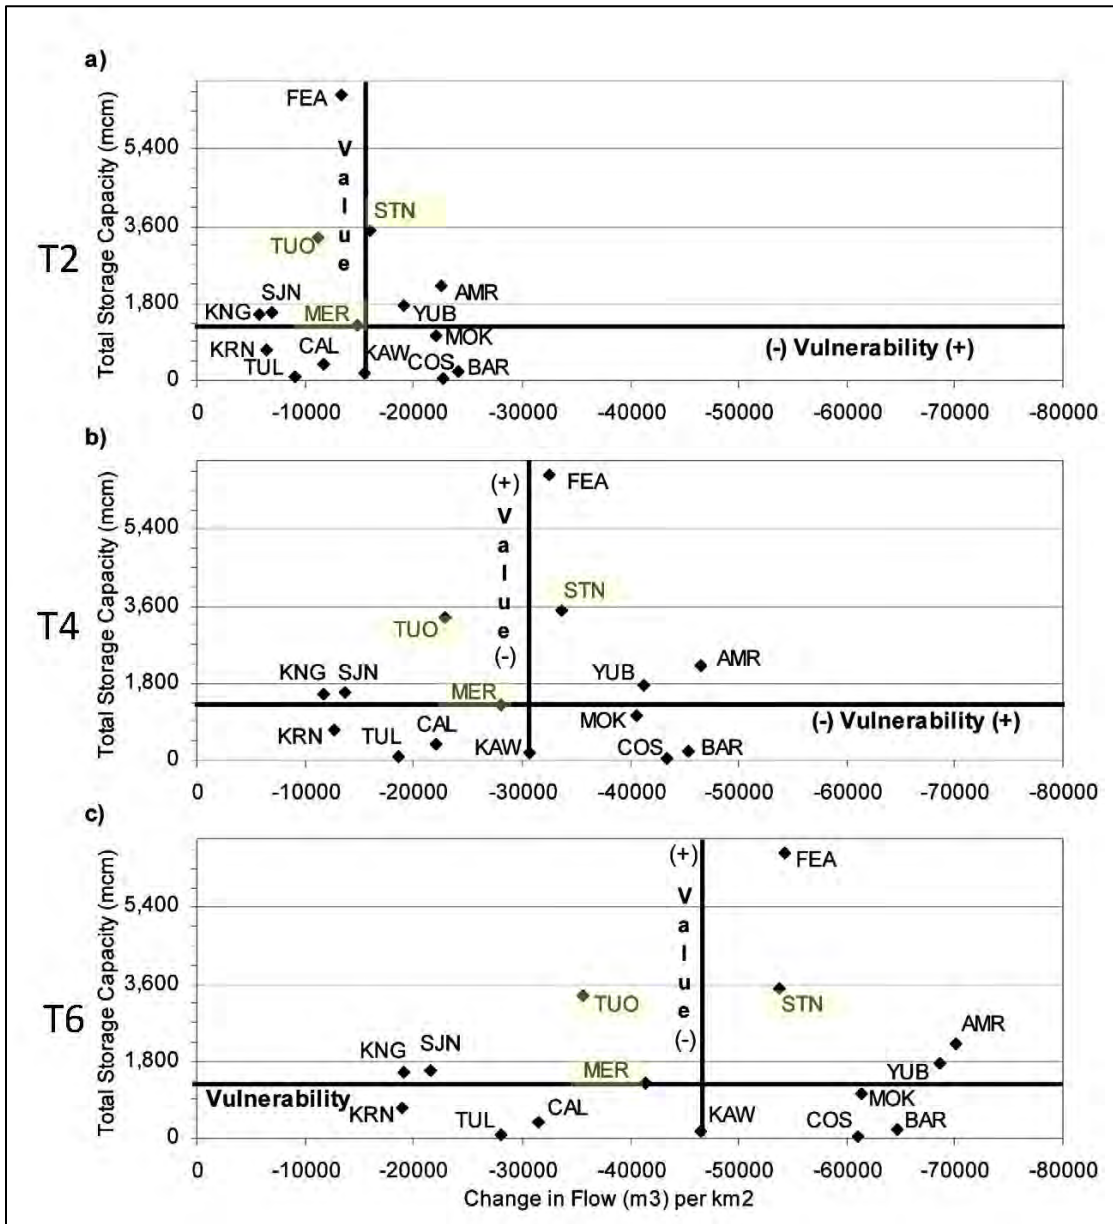 a)
T2
Total Storage Capacity (mcm)
5,400
3,600
1,800
0
FEA
Value
STN
TUO
SJN
KNG
AMR
MER
YUB
MOK
KRN
CAL
KAW
COS
BAR
TUL
(-) Vulnerability (+)
0 -10000 -20000 -30000 -40000 -50000 -60000 -70000 -80000
b)
T4
Total Storage Capacity (mcm)
5,400
3,600
1,800
0
(+)
Value
(-)
FEA
STN
TUO
KNG
SJN
AMR
YUB
MER
MOK
KRN
TUL
CAL
KAW
COS
BAR
(-) Vulnerability (+)
0 -10000 -20000 -30000 -40000 -50000 -60000 -70000 -80000
c)
T6
Total Storage Capacity (mcm)
5,400
3,600
1,800
0
(+)
Value
(-)
FEA
TUO
STN
AMR
KNG
SJN
MER
YUB
Vulnerability
MOK
KRN
TUL
CAL
KAW
COS
BAR
0 -10000 -20000 -30000 -40000 -50000 -60000 -70000 -80000
Change in Flow (m3) per km2